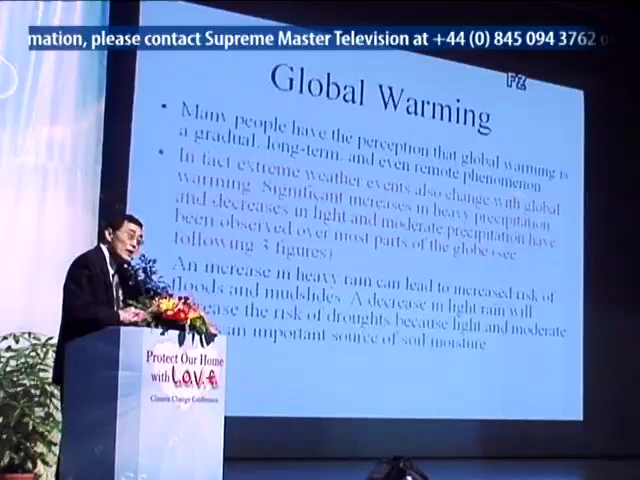 mation, please contact Supreme Master Television at +44 (0) 845 094 3762 o
FZ
Global Warming
• Many people have the perception that global warming is
a gradual, long-term, and even remote phenomenon
• In fact extreme weather events also change with global
warming. Significant increases in heavy precipitation
and decreases in light and moderate precipitation have
been observed over most parts of the globe (see
following 3 figures)
An increase in heavy rain can lead to increased risk of
floods and mudslides. A decrease in light rain will
ease the risk of droughts because light and moderate
an important source of soil moisture
Protect Our Home
with L.O.V.E.
Climate Change Conference